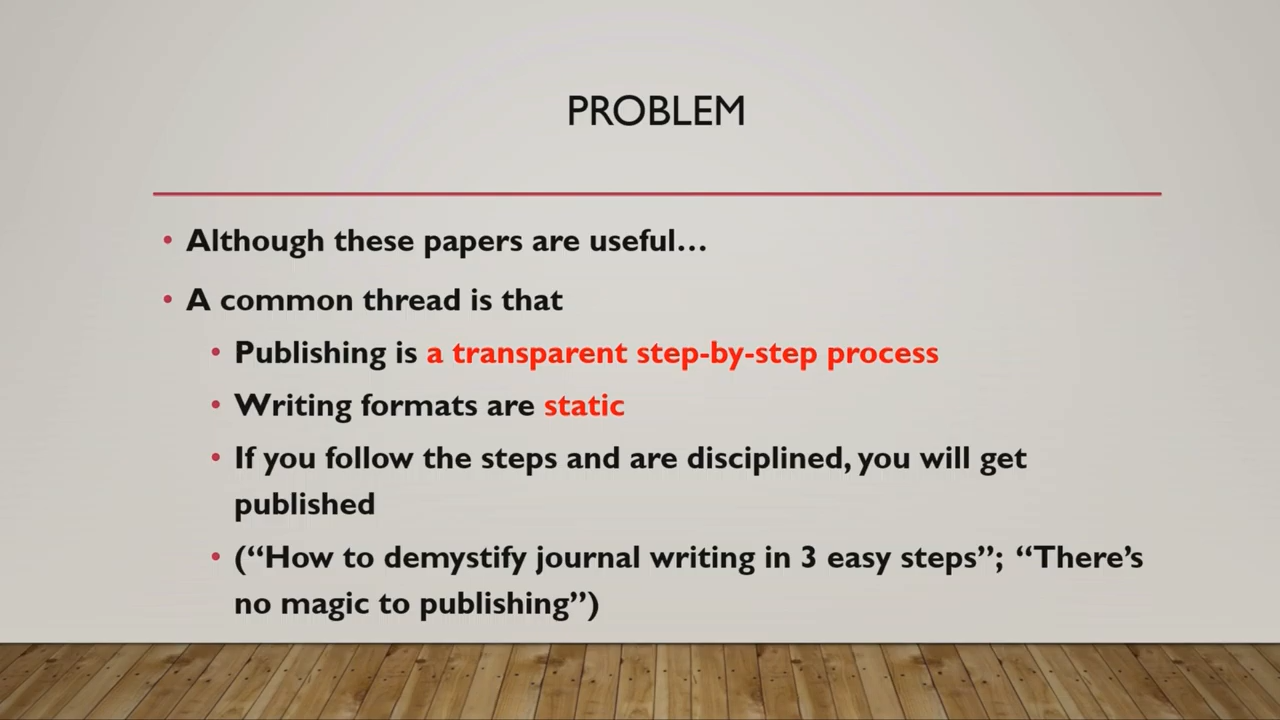 PROBLEM
• Although these papers are useful…
• A common thread is that
• Publishing is a transparent step-by-step process
• Writing formats are static
• If you follow the steps and are disciplined, you will get
published
• (“How to demystify journal writing in 3 easy steps”; “There’s
no magic to publishing”)